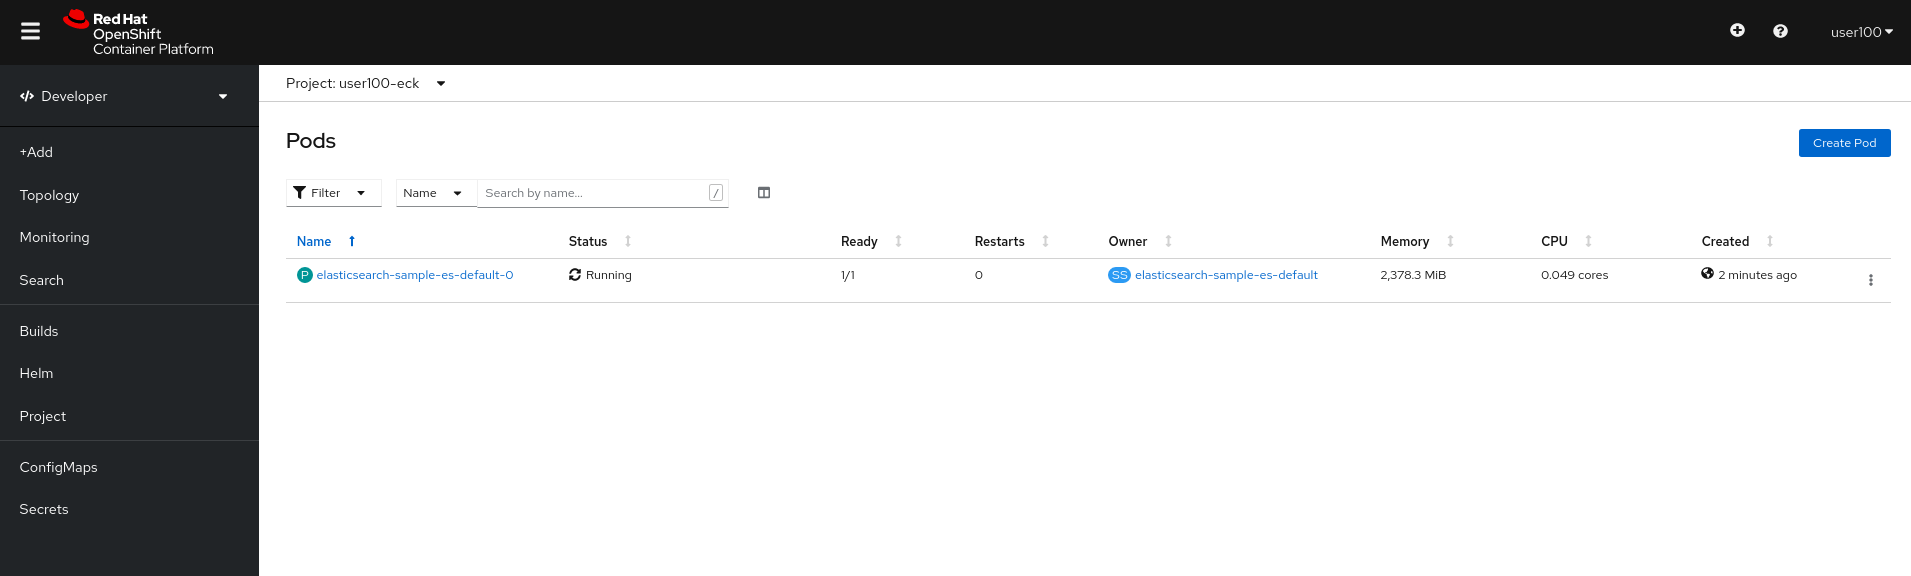 Red Hat
OpenShift
Container Platform
user100
Developer
+Add
Topology
Monitoring
Search
Builds
Helm
Project
ConfigMaps
Secrets
Project: user100-eck
Pods
Create Pod
Filter
Name
Search by name...
/
Name Status Ready Restarts Owner Memory CPU Created
P elasticsearch-sample-es-default-0 Running 1/1 0 SS elasticsearch-sample-es-default 2,378.3 MiB 0.049 cores 2 minutes ago